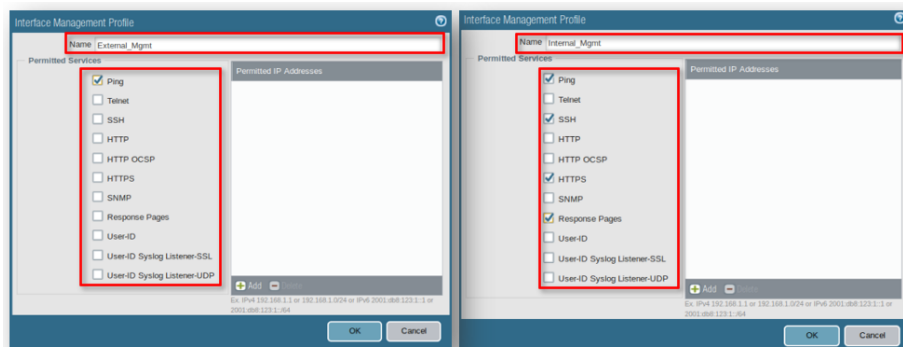 Interface Management Profile
Name External_Mgmt
Permitted Services
Ping
Telnet
SSH
HTTP
HTTP OCSP
HTTPS
SNMP
Response Pages
User-ID
User-ID Syslog Listener-SSL
User-ID Syslog Listener-UDP
Permitted IP Addresses
Add Delete
Ex. IPv4 192.168.1.1 or 192.168.1.0/24 or IPv6 2001:db8:123:1::1 or
2001:db8:123:1::/64
OK Cancel
Interface Management Profile
Name Internal_Mgmt
Permitted Services
Ping
Telnet
SSH
HTTP
HTTP OCSP
HTTPS
SNMP
Response Pages
User-ID
User-ID Syslog Listener-SSL
User-ID Syslog Listener-UDP
Permitted IP Addresses
Add Delete
Ex. IPv4 192.168.1.1 or 192.168.1.0/24 or IPv6 2001:db8:123:1::1 or
2001:db8:123:1::/64
OK Cancel